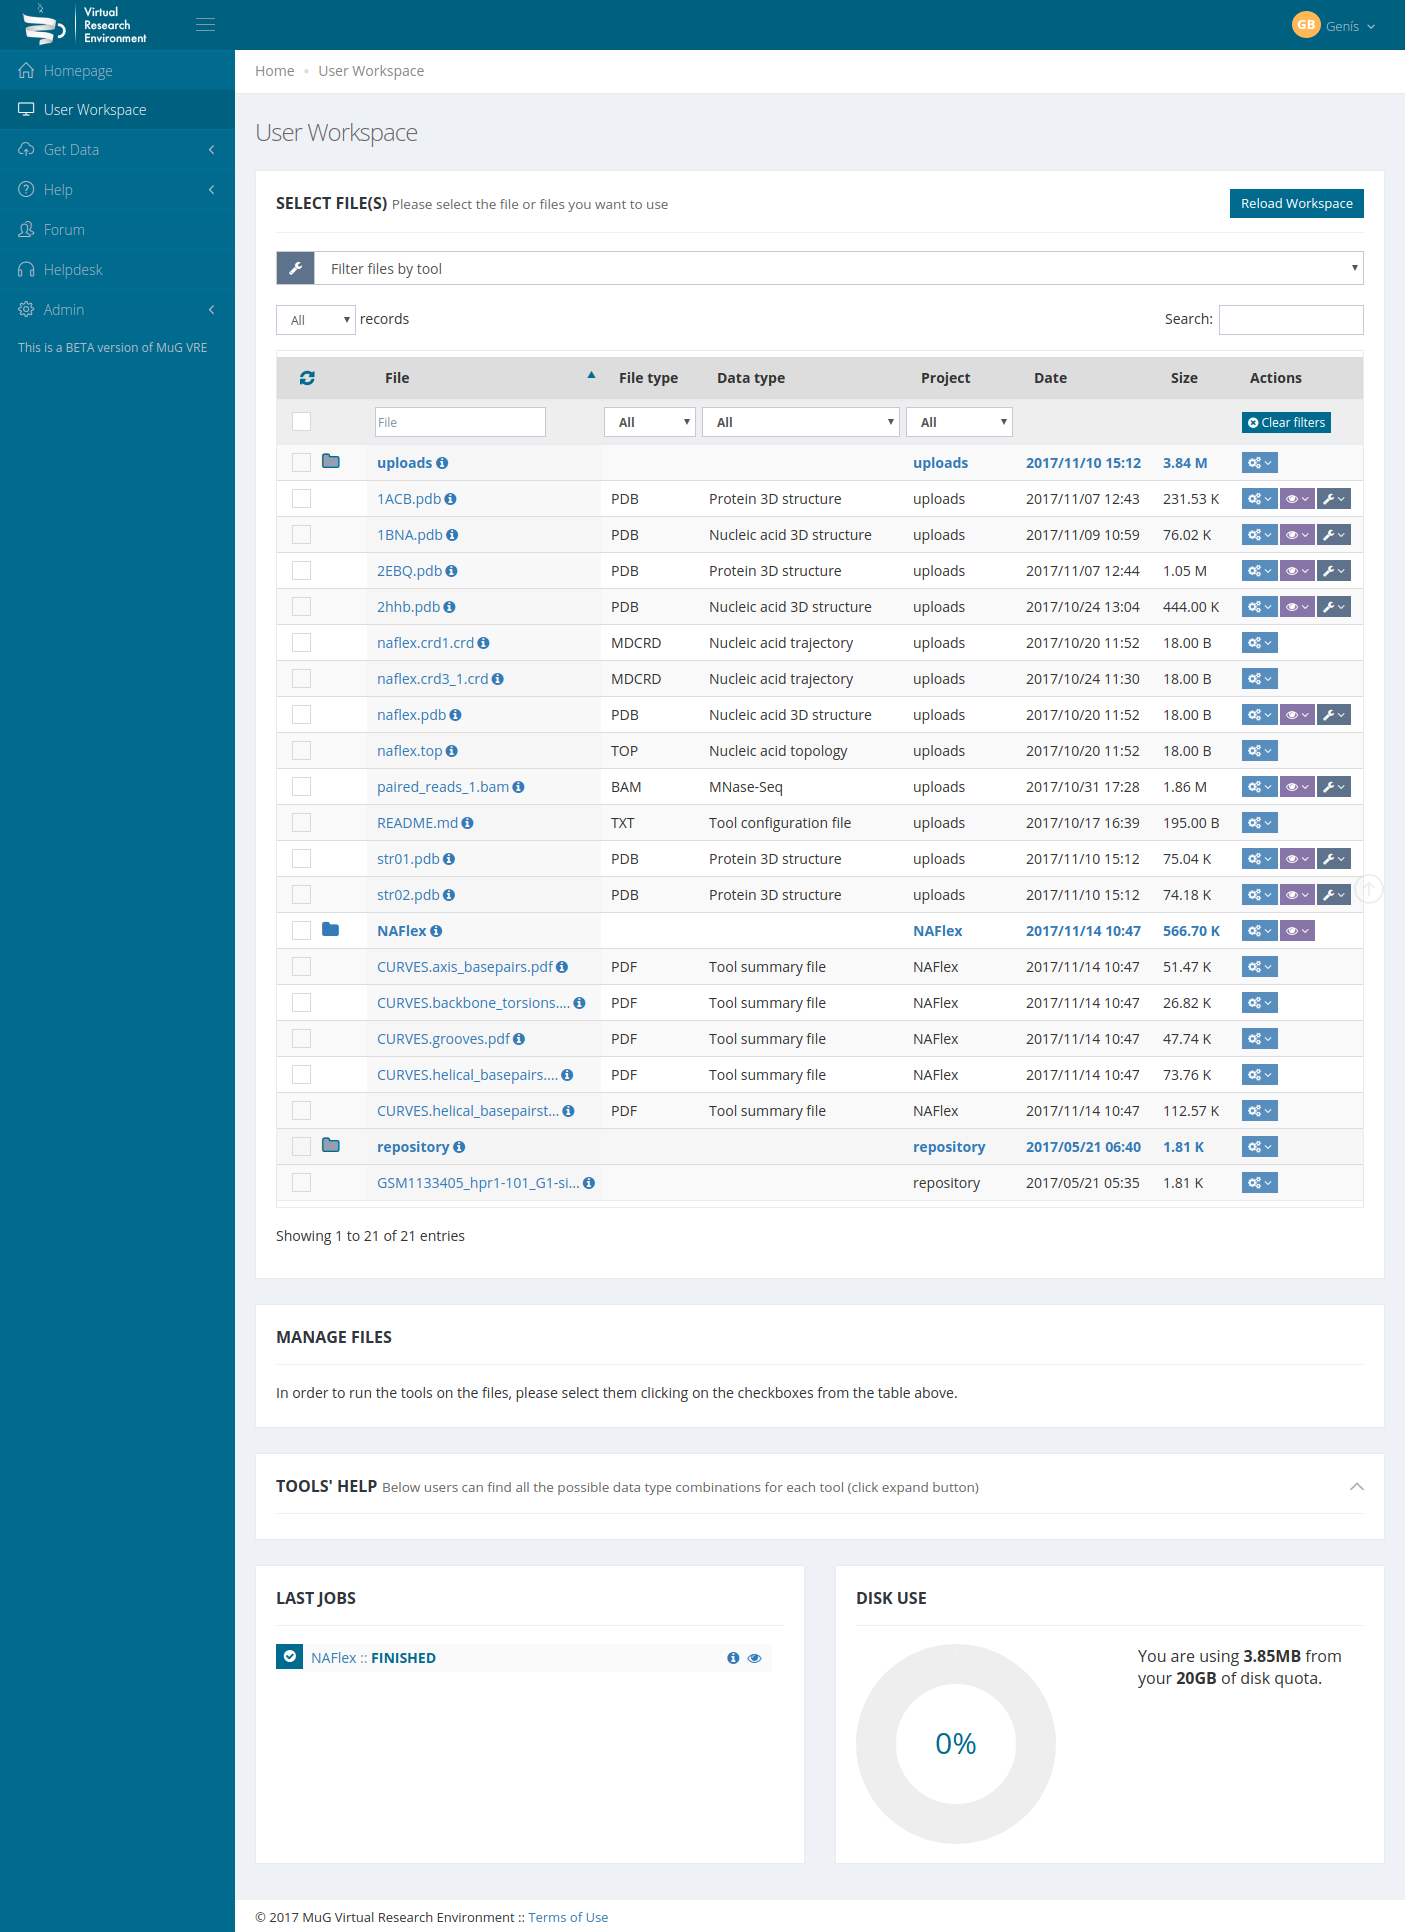 Virtual
Research
Environment
GB Genís
Homepage
User Workspace
Get Data
Help
Forum
Helpdesk
Admin
This is a BETA version of MuG VRE
Home User Workspace
User Workspace
SELECT FILE(S) Please select the file or files you want to use
Reload Workspace
Filter files by tool
All records
Search:
File File type Data type Project Date Size Actions
File All All All Clear filters
uploads uploads 2017/11/10 15:12 3.84 M
1ACB.pdb PDB Protein 3D structure uploads 2017/11/07 12:43 231.53 K
1BNA.pdb PDB Nucleic acid 3D structure uploads 2017/11/09 10:59 76.02 K
2EBQ.pdb PDB Protein 3D structure uploads 2017/11/07 12:44 1.05 M
2hhb.pdb PDB Nucleic acid 3D structure uploads 2017/10/24 13:04 444.00 K
naflex.crd1.crd MDCRD Nucleic acid trajectory uploads 2017/10/20 11:52 18.00 B
naflex.crd3_1.crd MDCRD Nucleic acid trajectory uploads 2017/10/24 11:30 18.00 B
naflex.pdb PDB Nucleic acid 3D structure uploads 2017/10/20 11:52 18.00 B
naflex.top TOP Nucleic acid topology uploads 2017/10/20 11:52 18.00 B
paired_reads_1.bam BAM MNase-Seq uploads 2017/10/31 17:28 1.86 M
README.md TXT Tool configuration file uploads 2017/10/17 16:39 195.00 B
str01.pdb PDB Protein 3D structure uploads 2017/11/10 15:12 75.04 K
str02.pdb PDB Protein 3D structure uploads 2017/11/10 15:12 74.18 K
NAFlex NAFlex 2017/11/14 10:47 566.70 K
CURVES.axis_basepairs.pdf PDF Tool summary file NAFlex 2017/11/14 10:47 51.47 K
CURVES.backbone_torsions.... PDF Tool summary file NAFlex 2017/11/14 10:47 26.82 K
CURVES.grooves.pdf PDF Tool summary file NAFlex 2017/11/14 10:47 47.74 K
CURVES.helical_basepairs.... PDF Tool summary file NAFlex 2017/11/14 10:47 73.76 K
CURVES.helical_basepairst... PDF Tool summary file NAFlex 2017/11/14 10:47 112.57 K
repository repository 2017/05/21 06:40 1.81 K
GSM1133405_hpr1-101_G1-si... repository 2017/05/21 05:35 1.81 K
Showing 1 to 21 of 21 entries
MANAGE FILES
In order to run the tools on the files, please select them clicking on the checkboxes from the table above.
TOOLS' HELP Below users can find all the possible data type combinations for each tool (click expand button)
LAST JOBS
NAFlex :: FINISHED
DISK USE
0%
You are using 3.85MB from
your 20GB of disk quota.
© 2017 MuG Virtual Research Environment :: Terms of Use